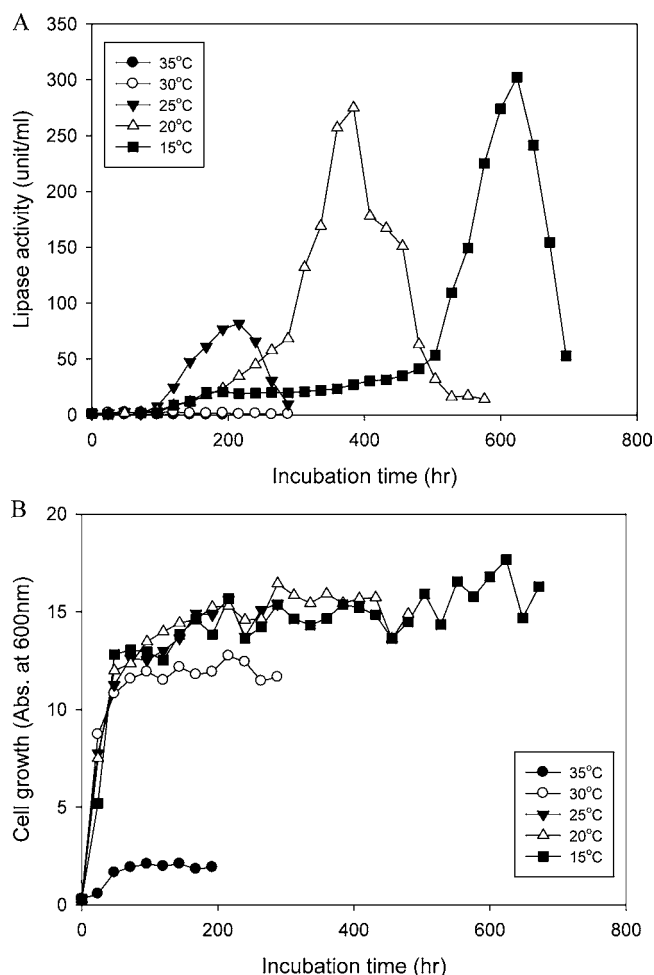 A
Lipase activity (unit/ml)
350
300
250
200
150
100
50
0
35°C
30°C
25°C
20°C
15°C
0 200 400 600 800
Incubation time (hr)
B
Cell growth (Abs. at 600nm)
20
15
10
5
0
35°C
30°C
25°C
20°C
15°C
0 200 400 600 800
Incubation time (hr)